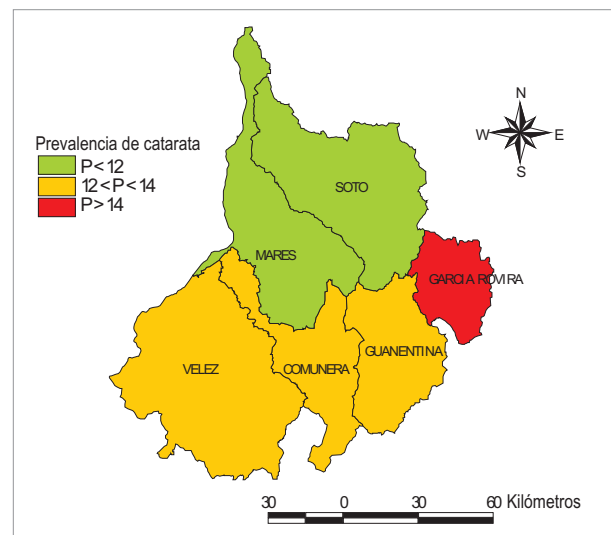 N
W E
S
Prevalencia de catarata
P<12
12<P<14
P>14
SOTO
MARES
GARCIA ROVIRA
GUANENTINA
VELEZ
COMUNERA
30 0 30 60 Kilómetros